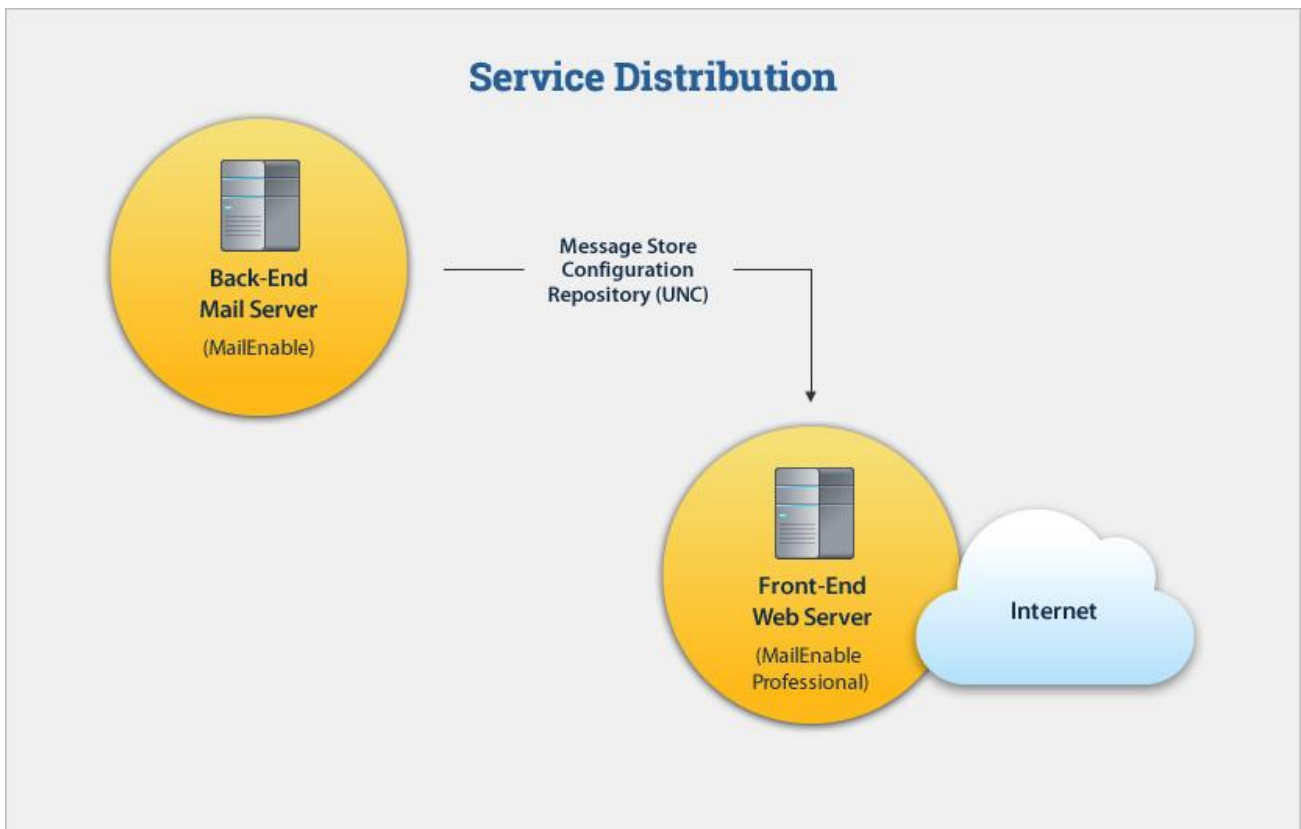 Service Distribution
Back-End
Mail Server
(MailEnable)
Message Store
Configuration
Repository (UNC)
Front-End
Web Server
(MailEnable
Professional)
Internet